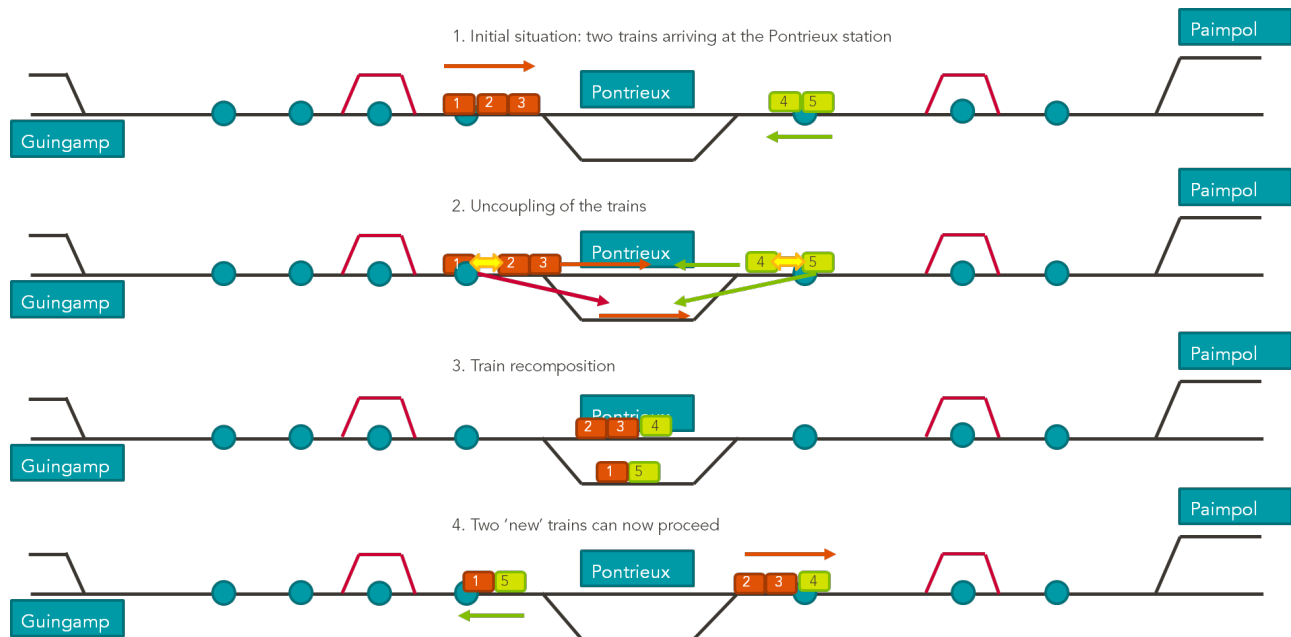 Paimpol
1. Initial situation: two trains arriving at the Pontrieux station
Pontrieux
1 2 3
4 5
Guingamp
Paimpol
2. Uncoupling of the trains
Pontrieux
1 2 3
4 5
Guingamp
Paimpol
3. Train recomposition
Pontrieux
2 3 4
Guingamp
1 5
Paimpol
4. Two ‘new’ trains can now proceed
Pontrieux
1 5
2 3 4
Guingamp